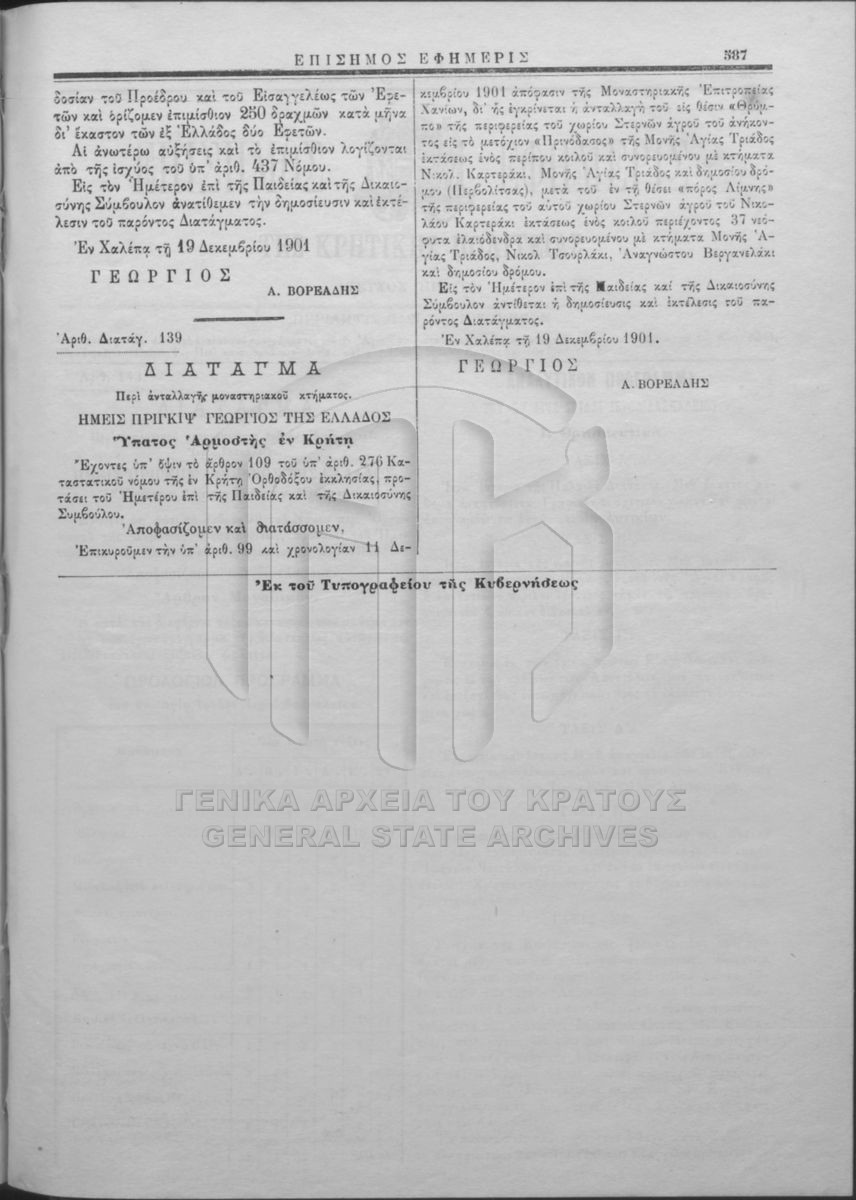 ΕΠΙΣΗΜΟΣ ΕΦΗΜΕΡΙΣ 587
δοσίαν τοῦ Προέδρου καὶ τοῦ Εἰσαγγελέως τῶν Ἐφε-
τῶν καὶ ὁρίζομεν ἐπιμίσθιον 250 δραχμῶν κατὰ μῆνα
δι' ἕκαστον τῶν ἐξ Ἑλλάδος δύο Ἐφετῶν.
Αἱ ἀνωτέρω αὐξήσεις καὶ τὸ ἐπιμίσθιον λογίζονται
ἀπὸ τῆς ἰσχύος τοῦ ὑπ' ἀριθ. 437 Νόμου.
Εἰς τὸν Ἡμέτερον ἐπὶ τῆς Παιδείας καὶ τῆς Δικαιο-
σύνης Σύμβουλον ἀνατίθεμεν τὴν δημοσίευσιν καὶ ἐκτέ-
λεσιν τοῦ παρόντος Διατάγματος.
Ἐν Χαλέπᾳ τῇ 19 Δεκεμβρίου 1901
ΓΕΩΡΓΙΟΣ
Α. ΒΟΡΕΑΔΗΣ
Ἀριθ. Διατάγ. 139
ΔΙΑΤΑΓΜΑ
Περὶ ἀνταλλαγῆς μοναστηριακοῦ κτήματος.
ΗΜΕΙΣ ΠΡΙΓΚΙΨ ΓΕΩΡΓΙΟΣ ΤΗΣ ΕΛΛΑΔΟΣ
Ὕπατος Ἁρμοστὴς ἐν Κρήτῃ
Ἔχοντες ὑπ' ὄψιν τὸ ἄρθρον 109 τοῦ ὑπ' ἀριθ. 276 Κα-
ταστατικοῦ νόμου τῆς ἐν Κρήτῃ Ὀρθοδόξου ἐκκλησίας, προ-
τάσει τοῦ Ἡμετέρου ἐπὶ τῆς Παιδείας καὶ τῆς Δικαιοσύνης
Συμβούλου.
Ἀποφασίζομεν καὶ διατάσσομεν,
Ἐπικυροῦμεν τὴν ὑπ' ἀριθ. 99 καὶ χρονολογίαν 11 Δε-
κεμβρίου 1901 ἀπόφασιν τῆς Μοναστηριακῆς Ἐπιτροπείας
Χανίων, δι' ἧς ἐγκρίνεται ἡ ἀνταλλαγὴ τοῦ εἰς θέσιν «Θρύμ-
πο» τῆς περιφερείας τοῦ χωρίου Στερνῶν ἀγροῦ τοῦ ἀνήκον-
τος εἰς τὸ μετόχιον «Πρινόδασος» τῆς Μονῆς Ἁγίας Τριάδος
ἐκτάσεως ἑνὸς περίπου κοιλοῦ καὶ συνορευομένου μὲ κτήματα
Νικολ. Καρτεράκι, Μονῆς Ἁγίας Τριάδος καὶ δημοσίου δρό-
μου (Περβολίτσας), μετὰ τοῦ ἐν τῇ θέσει «πόρος Λίμνης»
τῆς περιφερείας τοῦ αὐτοῦ χωρίου Στερνῶν ἀγροῦ τοῦ Νικο-
λάου Καρτεράκι ἐκτάσεως ἑνὸς κοιλοῦ περιέχοντος 37 νεό-
φυτα ἐλαιόδενδρα καὶ συνορευομένου μὲ κτήματα Μονῆς Ἁ-
γίας Τριάδος, Νικολ Τσουρλάκι, Ἀναγνώστου Βεργανελάκι
καὶ δημοσίου δρόμου.
Εἰς τὸν Ἡμέτερον ἐπὶ τῆς Παιδείας καί τῆς Δικαιοσύνης
Σύμβουλον ἀντίθεται ἡ δημοσίευσις καὶ ἐκτέλεσις τοῦ πα-
ρόντος Διατάγματος.
Ἐν Χαλέπᾳ τῇ 19 Δεκεμβρίου 1901.
ΓΕΩΡΓΙΟΣ
Α. ΒΟΡΕΑΔΗΣ
Ἐκ τοῦ Τυπογραφείου τῆς Κυβερνήσεως
ΓΕΝΙΚΑ ΑΡΧΕΙΑ ΤΟΥ ΚΡΑΤΟΥΣ
GENERAL STATE ARCHIVES